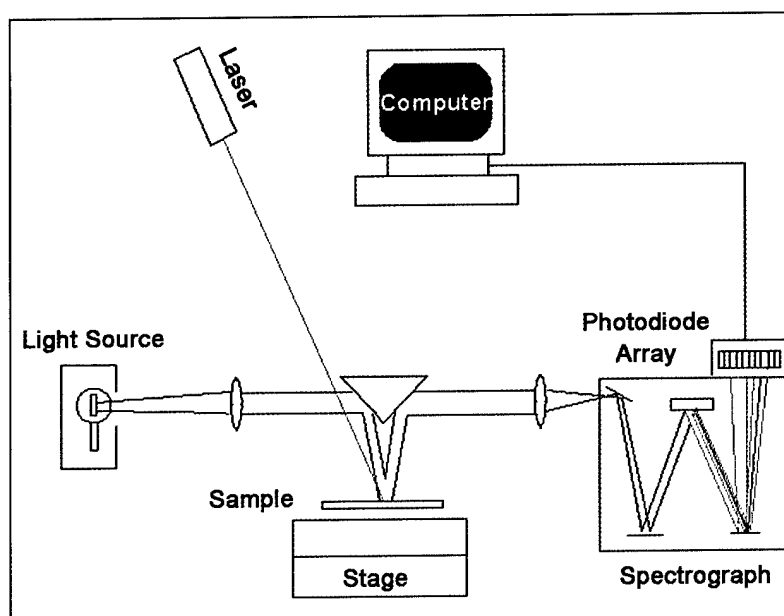 Laser
Computer
Light Source
Photodiode
Array
Sample
Stage
Spectrograph